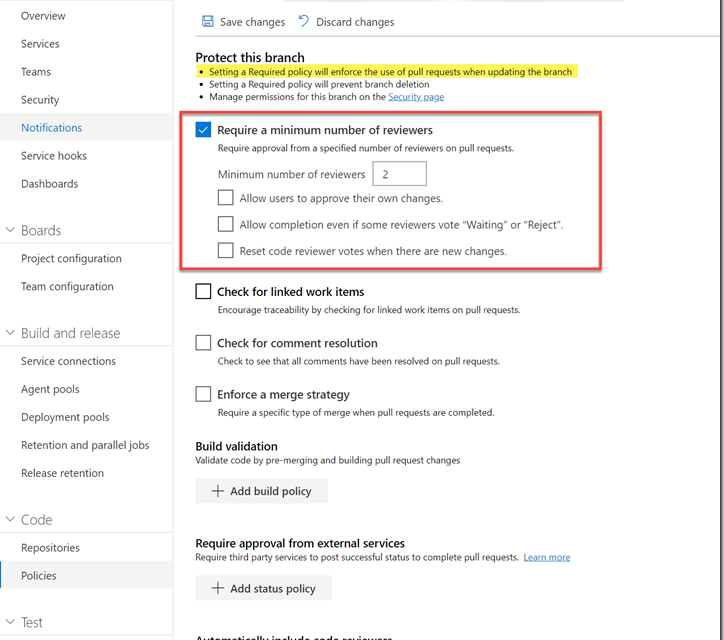 Overview
Services
Teams
Security
Notifications
Service hooks
Dashboards
Boards
Project configuration
Team configuration
Build and release
Service connections
Agent pools
Deployment pools
Retention and parallel jobs
Release retention
Code
Repositories
Policies
Test
Save changes Discard changes
Protect this branch
• Setting a Required policy will enforce the use of pull requests when updating the branch
• Setting a Required policy will prevent branch deletion
• Manage permissions for this branch on the Security page
Require a minimum number of reviewers
Require approval from a specified number of reviewers on pull requests.
Minimum number of reviewers 2
Allow users to approve their own changes.
Allow completion even if some reviewers vote “Waiting” or “Reject”.
Reset code reviewer votes when there are new changes.
Check for linked work items
Encourage traceability by checking for linked work items on pull requests.
Check for comment resolution
Check to see that all comments have been resolved on pull requests.
Enforce a merge strategy
Require a specific type of merge when pull requests are completed.
Build validation
Validate code by pre-merging and building pull request changes
+ Add build policy
Require approval from external services
Require third party services to post successful status to complete pull requests. Learn more
+ Add status policy
Automatically include code reviewers